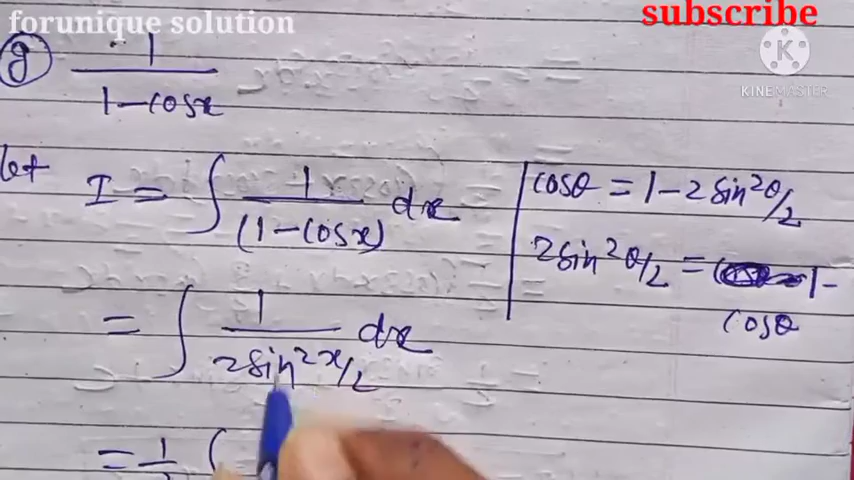 forunique solution
subscribe
KINEMASTER
g 1/(1-cosx)
let I = ∫ 1/(1-cosx) dx
cosθ = 1-2sin²θ/2
2sin²θ/2 = 1-
cosθ
= ∫ 1/(2sin²x/2) dx
= 1/2 ∫